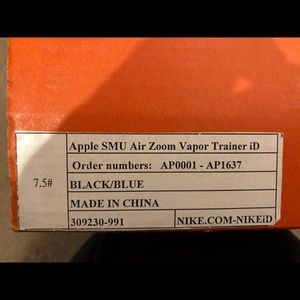 Apple SMU Air Zoom Vapor Trainer iD
Order numbers: AP0001 - AP1637
7.5#
BLACK/BLUE
MADE IN CHINA
309230-991 NIKE.COM-NIKEiD